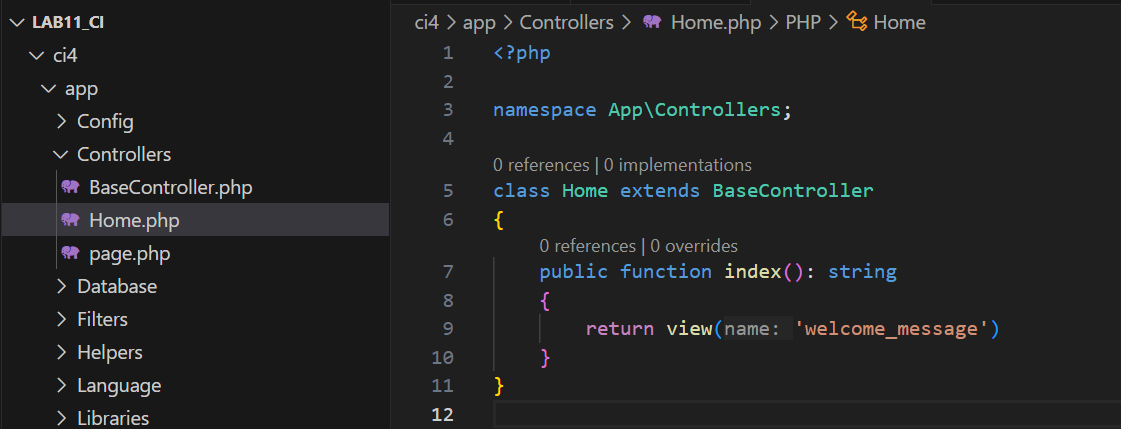 LAB11_CI
ci4
app
Config
Controllers
BaseController.php
Home.php
page.php
Database
Filters
Helpers
Language
Libraries
ci4 > app > Controllers > Home.php > PHP > Home
1 <?php
2
3 namespace App\Controllers;
4
0 references | 0 implementations
5 class Home extends BaseController
6 {
0 references | 0 overrides
7 public function index(): string
8 {
9 return view(name: 'welcome_message')
10 }
11 }
12